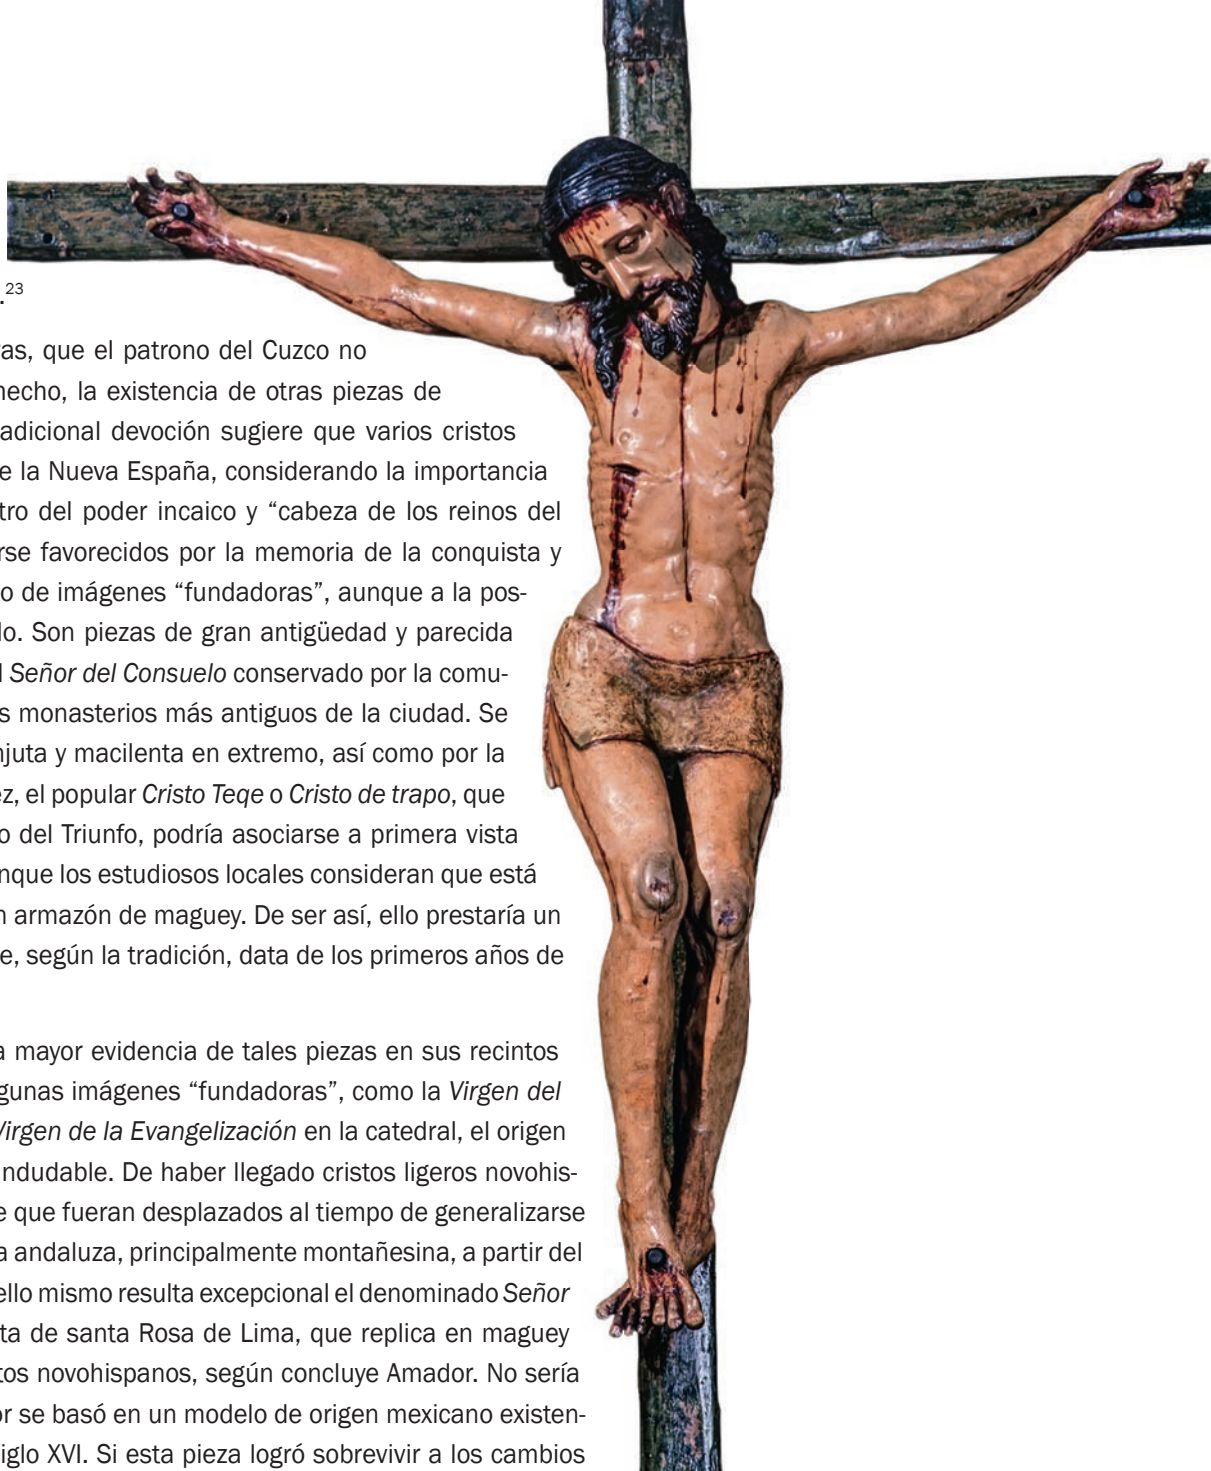 .23
as, que el patrono del Cuzco no
hecho, la existencia de otras piezas de
adicional devoción sugiere que varios cristos
e la Nueva España, considerando la importancia
tro del poder incaico y “cabeza de los reinos del
rse favorecidos por la memoria de la conquista y
o de imágenes “fundadoras”, aunque a la pos-
lo. Son piezas de gran antigüedad y parecida
l Señor del Consuelo conservado por la comu-
s monasterios más antiguos de la ciudad. Se
njuta y macilenta en extremo, así como por la
ez, el popular Cristo Teqe o Cristo de trapo, que
o del Triunfo, podría asociarse a primera vista
nque los estudiosos locales consideran que está
n armazón de maguey. De ser así, ello prestaría un
e, según la tradición, data de los primeros años de
a mayor evidencia de tales piezas en sus recintos
gunas imágenes “fundadoras”, como la Virgen del
Virgen de la Evangelización en la catedral, el origen
indudable. De haber llegado cristos ligeros novohis-
e que fueran desplazados al tiempo de generalizarse
a andaluza, principalmente montañesina, a partir del
ello mismo resulta excepcional el denominado Señor
ta de santa Rosa de Lima, que replica en maguey
tos novohispanos, según concluye Amador. No sería
or se basó en un modelo de origen mexicano existen-
siglo XVI. Si esta pieza logró sobrevivir a los cambios